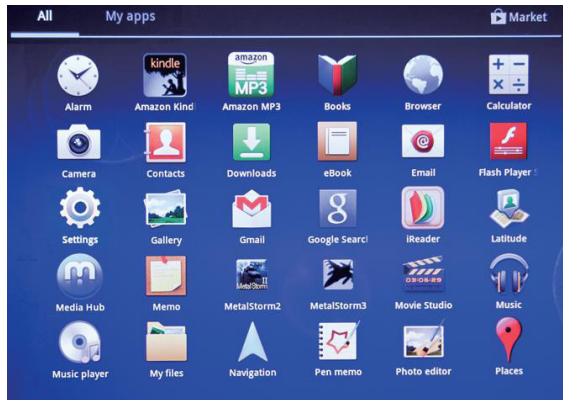 All My apps Market
kindle amazon
MP3
Alarm Amazon Kind Amazon MP3 Books Browser Calculator
Camera Contacts Downloads eBook Email Flash Player S
g
Settings Gallery Gmail Google Search iReader Latitude
m MetalStorm
Media Hub Memo MetalStorm2 MetalStorm3 Movie Studio Music
Music player My files Navigation Pen memo Photo editor Places